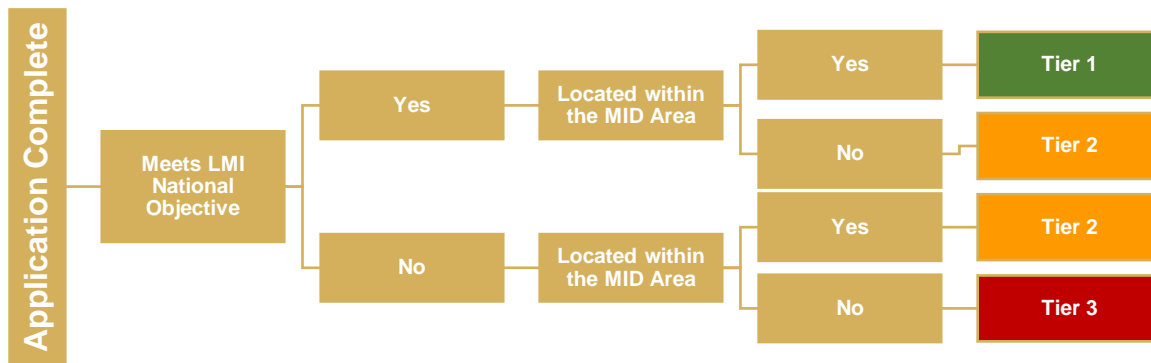 Application Complete
Meets LMI
National
Objective
Yes
Located within
the MID Area
Yes
Tier 1
No
Tier 2
No
Located within
the MID Area
Yes
Tier 2
No
Tier 3